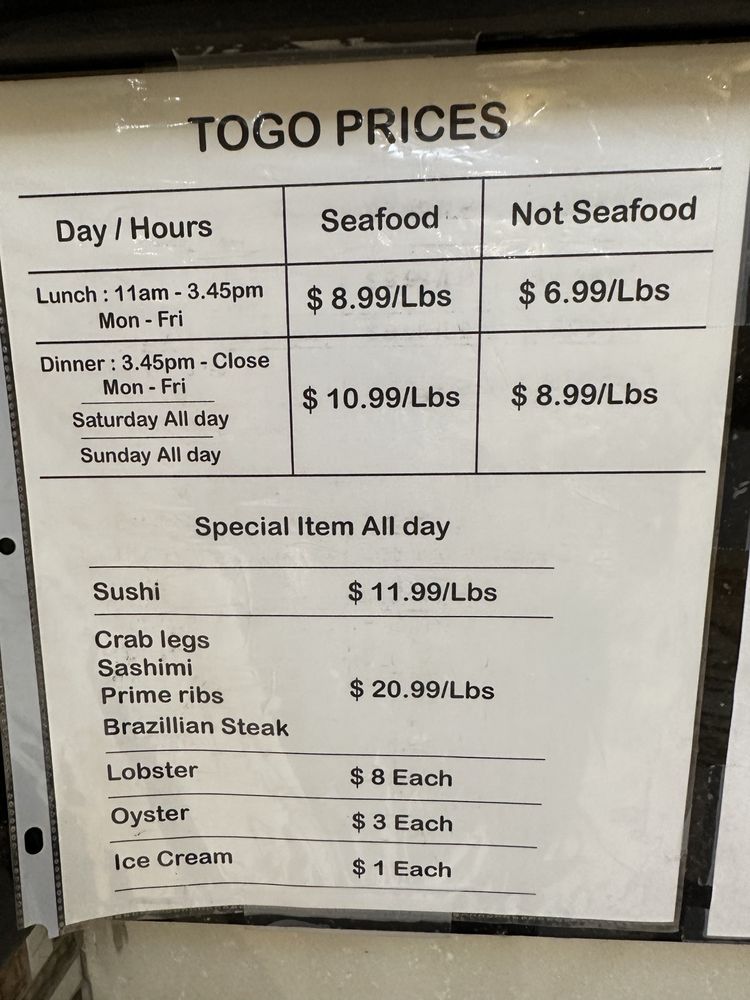 TOGO PRICES
Day / Hours
Seafood
Not Seafood
Lunch : 11am - 3.45pm
Mon - Fri
$ 8.99/Lbs
$ 6.99/Lbs
Dinner : 3.45pm - Close
Mon - Fri
Saturday All day
Sunday All day
$ 10.99/Lbs
$ 8.99/Lbs
Special Item All day
Sushi
$ 11.99/Lbs
Crab legs
Sashimi
Prime ribs
Brazillian Steak
$ 20.99/Lbs
Lobster
$ 8 Each
Oyster
$ 3 Each
Ice Cream
$ 1 Each